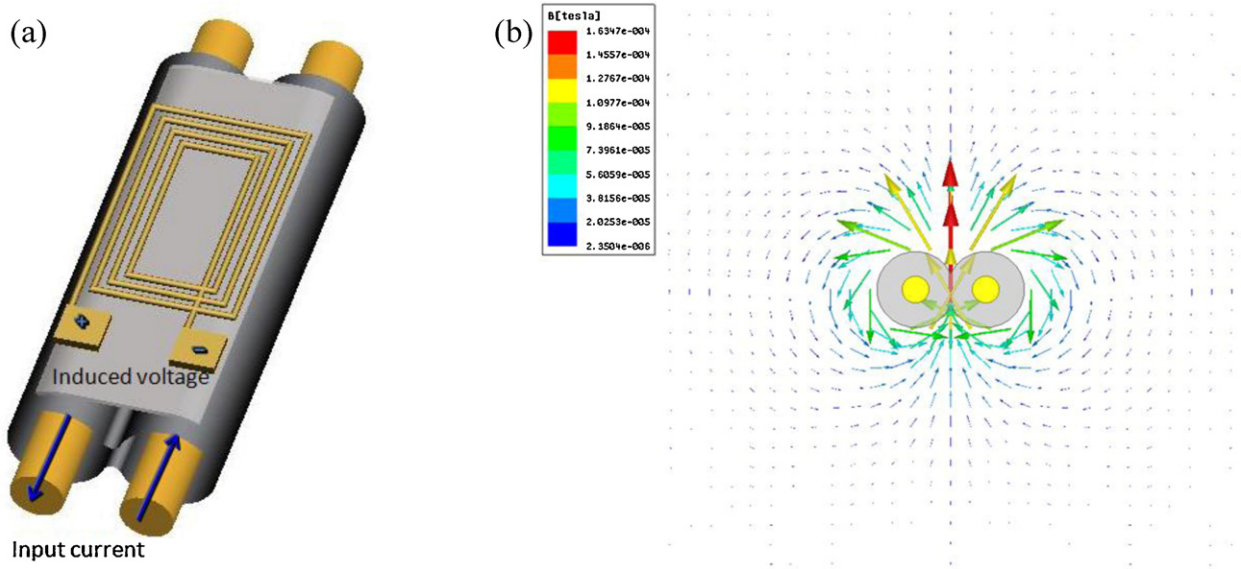 (a)
+
-
Induced voltage
Input current
(b)
B[tesla]
1.6347e-004
1.4557e-004
1.2767e-004
1.0977e-004
9.1864e-005
7.3961e-005
5.6059e-005
3.8156e-005
2.0253e-005
2.3504e-006